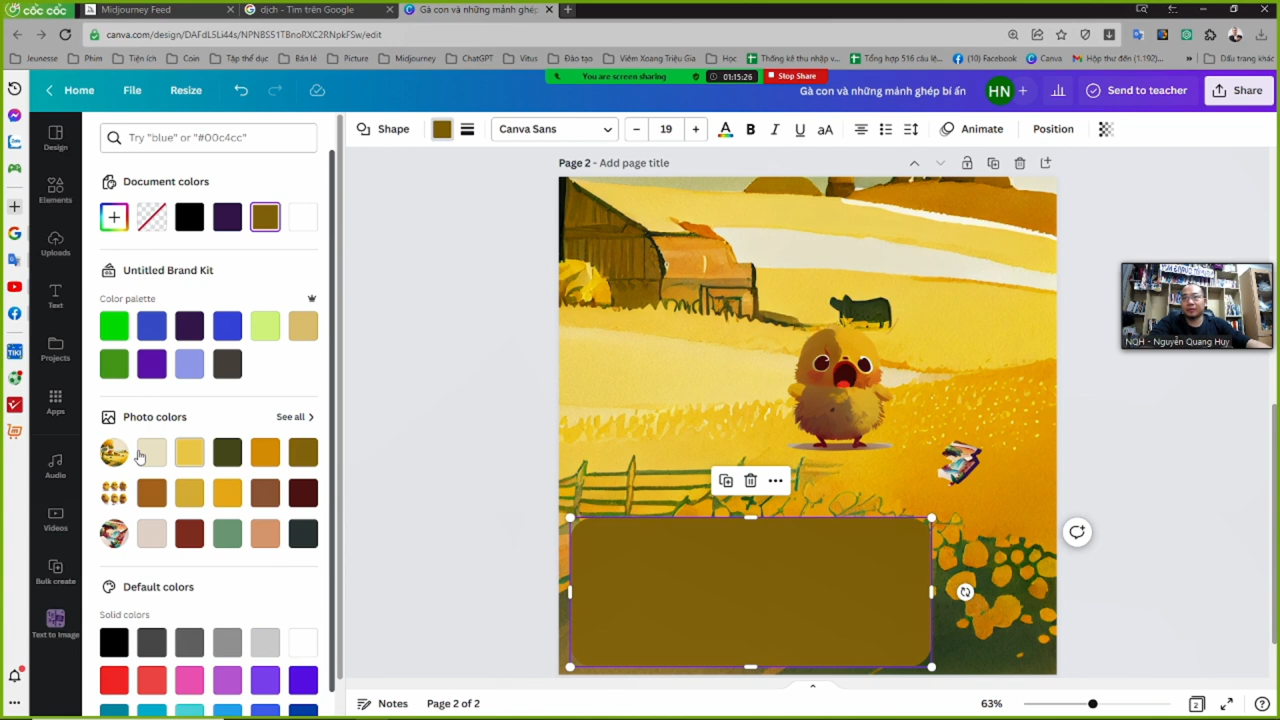 CỐC CỐC
Midjourney Feed
dịch - Tìm trên Google
Gà con và những mảnh ghép
canva.com/design/DAFdLSLi44s/NPNBS51TBnoRXC2RNpkFSw/edit
Jeunesse
Phim
Tiện ích
Coin
Tập thể dục
Bán lẻ
Picture
Midjourney
ChatGPT
Vitus
Đào tạo
Viêm Xoang Triệu Gia
Học
Thống kê thu nhập v...
Tổng hợp 516 câu lệ...
(10) Facebook
Canva
Hộp thư đến (1.192)...
»
Dấu trang khác
You are screen sharing
01:15:26
Stop Share
Home
File
Resize
Gà con và những mảnh ghép bí ẩn
HN
Send to teacher
Share
Try "blue" or "#00c4cc"
Shape
Canva Sans
19
B
I
U
aA
Animate
Position
Design
Elements
Uploads
Text
Projects
Apps
Audio
Videos
Bulk create
Text to Image
Document colors
Untitled Brand Kit
Color palette
Photo colors
See all
Default colors
Solid colors
Page 2 - Add page title
NQH - Nguyễn Quang Huy
Notes
Page 2 of 2
63%
2